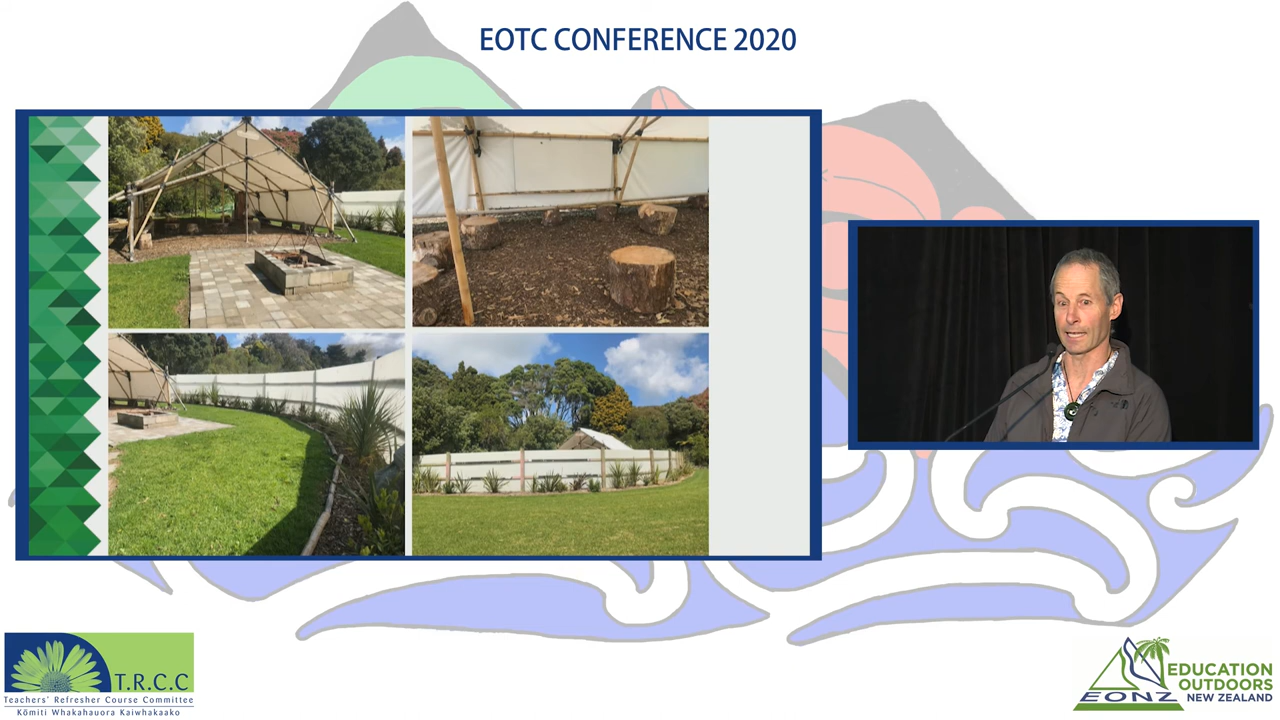 EOTC CONFERENCE 2020
T.R.C.C
Teachers' Refresher Course Committee
Kōmiti Whakahauora Kaiwhakaako
EONZ
EDUCATION
OUTDOORS
NEW ZEALAND